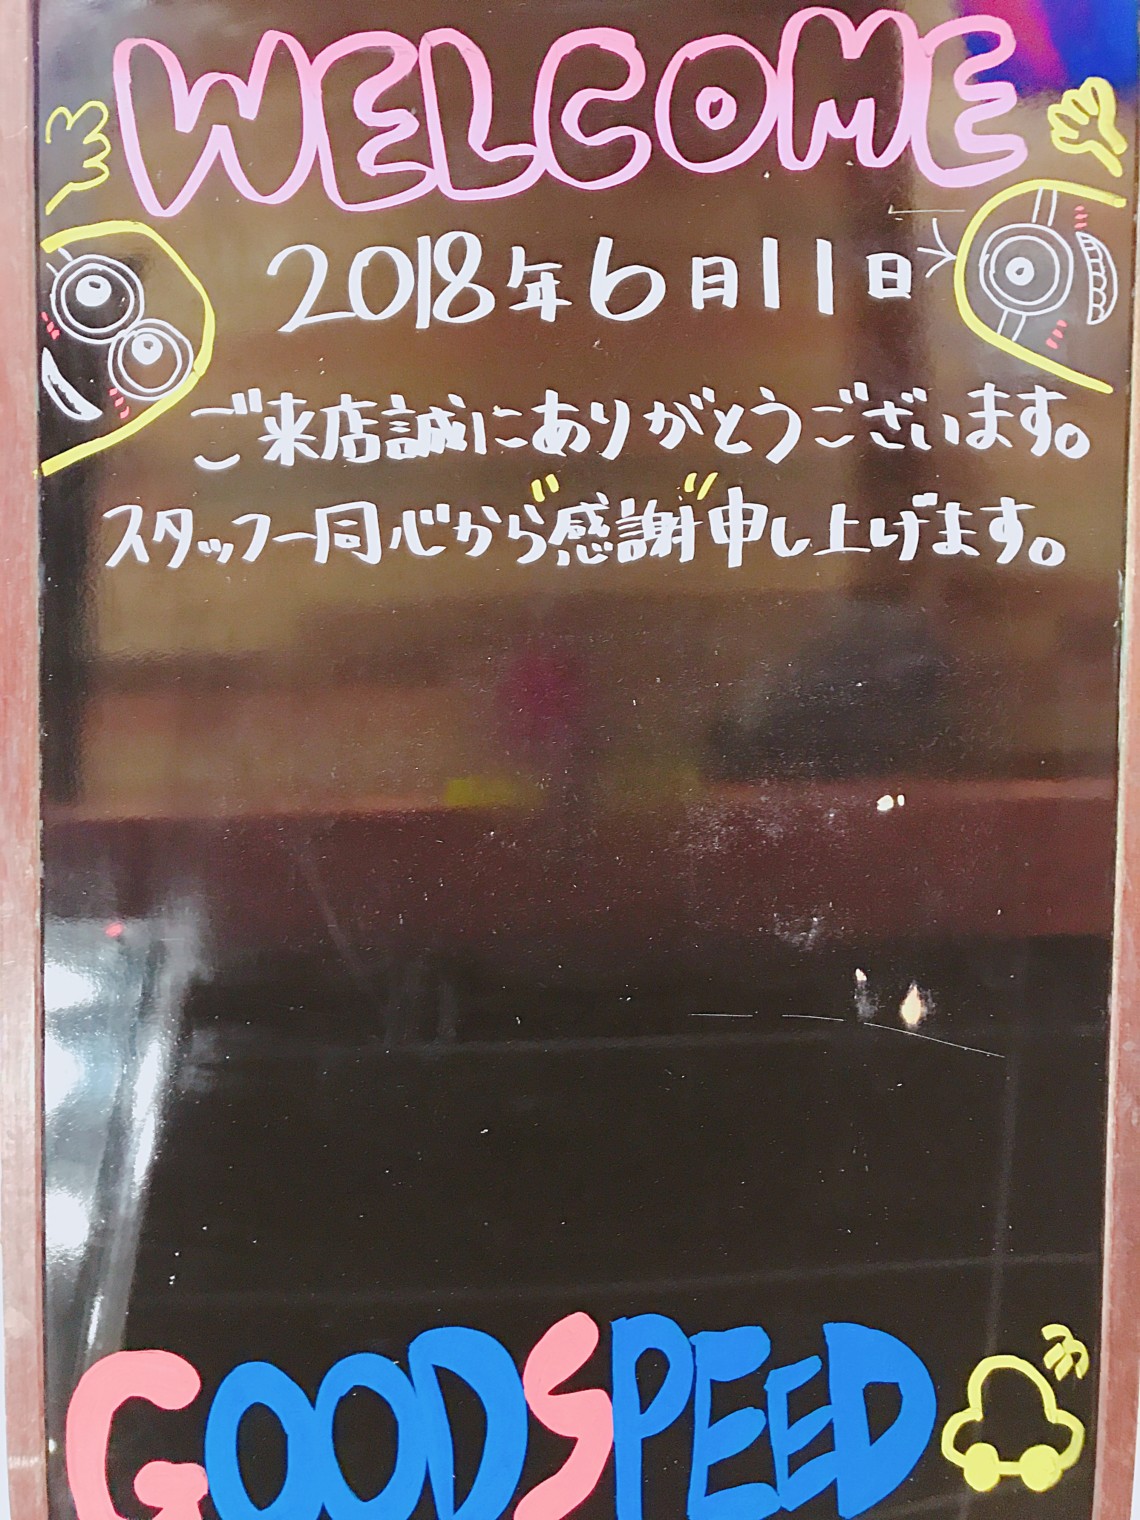 WELCOME
2018年6月11日
ご来店誠にありがとうございます。
スタッフ一同心から"感謝"申し上げます。
GOODSPEED